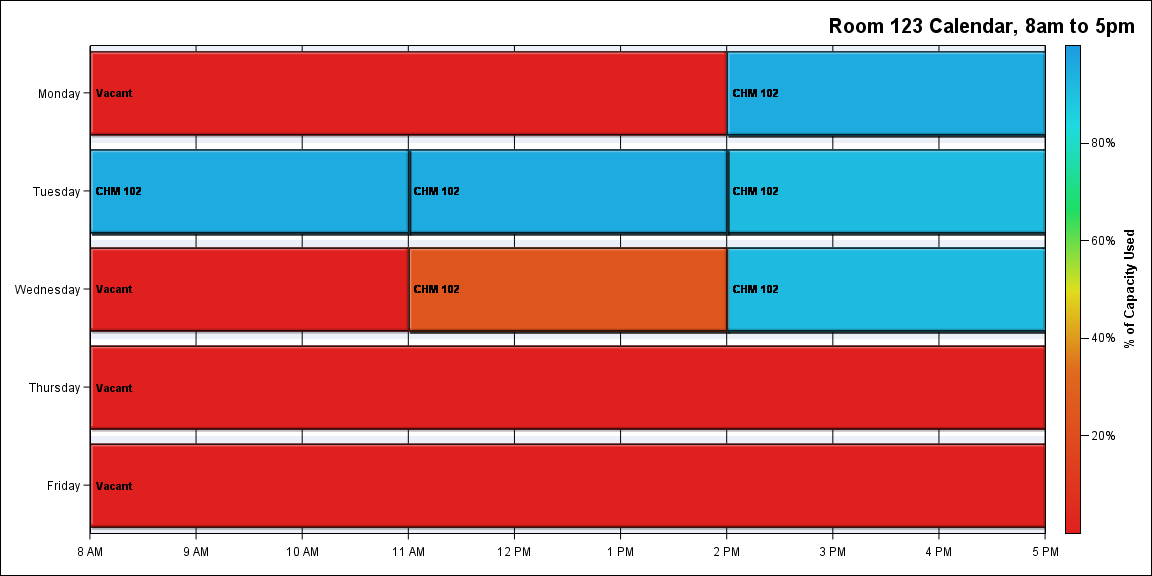 Room 123 Calendar, 8am to 5pm
Monday
Vacant
CHM 102
Tuesday
CHM 102
CHM 102
CHM 102
Wednesday
Vacant
CHM 102
CHM 102
Thursday
Vacant
Friday
Vacant
8 AM
9 AM
10 AM
11 AM
12 PM
1 PM
2 PM
3 PM
4 PM
5 PM
80%
60%
40%
20%
% of Capacity Used